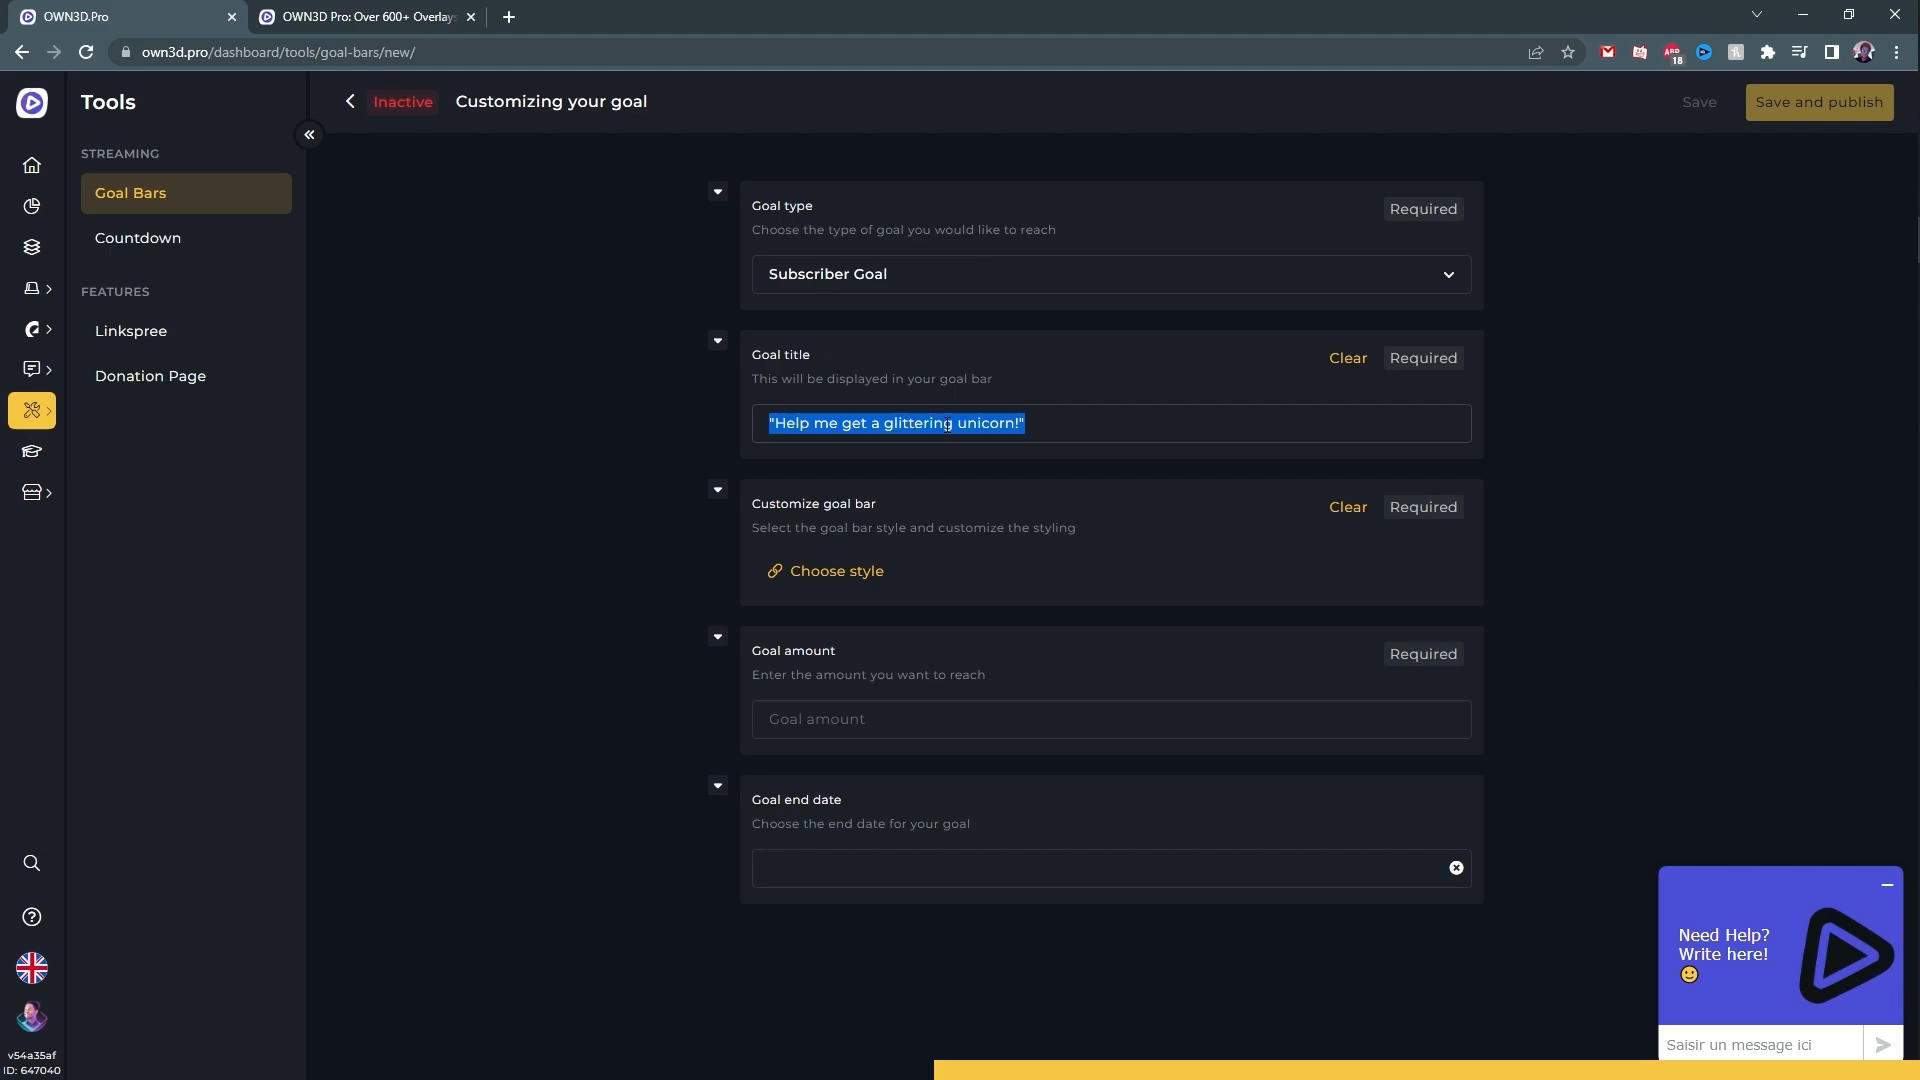 OWN3D.Pro
OWN3D Pro: Over 600+ Overlays
own3d.pro/dashboard/tools/goal-bars/new/
18
Tools
Inactive
Customizing your goal
Save
Save and publish
STREAMING
Goal Bars
Countdown
FEATURES
Linkspree
Donation Page
Goal type
Required
Choose the type of goal you would like to reach
Subscriber Goal
Goal title
Clear
Required
This will be displayed in your goal bar
"Help me get a glittering unicorn!"
Customize goal bar
Clear
Required
Select the goal bar style and customize the styling
Choose style
Goal amount
Required
Enter the amount you want to reach
Goal amount
Goal end date
Choose the end date for your goal
Need Help?
Write here!
Saisir un message ici
v54a35af
ID: 647040